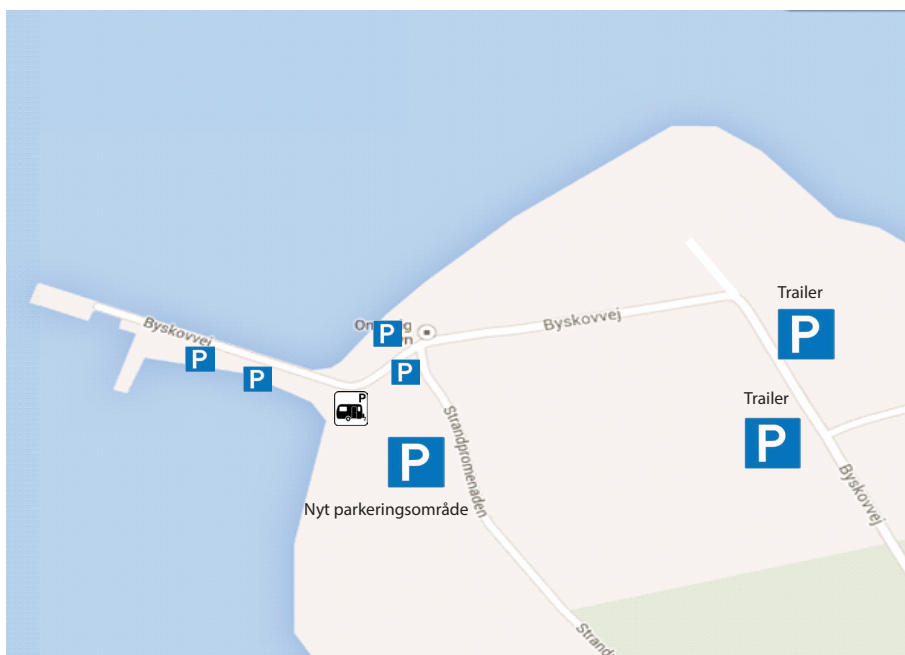 Trailer
P
Byskovvej
Byskovvej
P
P
P
P
P
Trailer
P
Strandpromenaden
P
Byskovvej
Nyt parkeringsområde